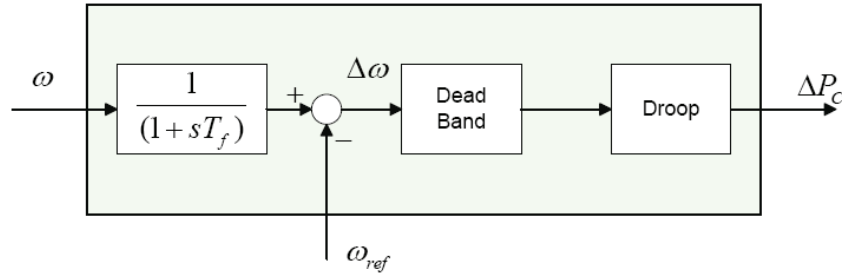 ω
1
(1+sT_f)
+
−
Δω
Dead
Band
Droop
ΔP_c
ω_ref